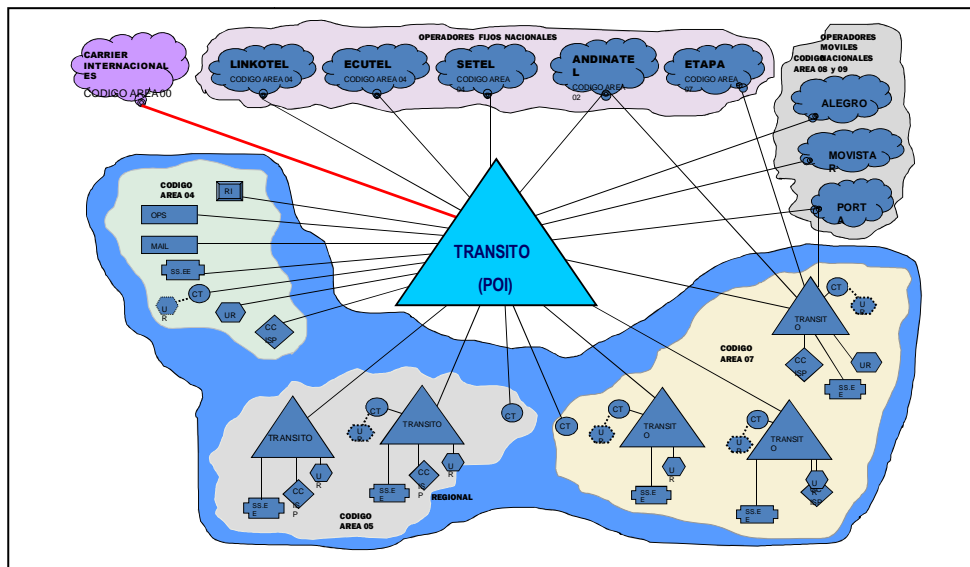 OPERADORES FIJOS NACIONALES
OPERADORES
MOVILES
NACIONALES
CODIGO
AREA 08 y 09
CARRIER
INTERNACIONAL
ES
CODIGO AREA 00
LINKOTEL
CODIGO AREA 04
ECUTEL
CODIGO AREA 04
SETEL
CODIGO AREA
04
ANDINATE
L
CODIGO AREA
02
ETAPA
CODIGO AREA
07
ALEGRO
MOVISTA
R
PORT
A
CODIGO
AREA 04
RI
OPS
MAIL
SS.EE
CT
U
R
UR
CC
ISP
TRANSITO
(POI)
CT
U
R
TRANSIT
O
CC
ISP
UR
SS.E
E
CODIGO
AREA 07
TRANSITO
SS.E
E
CC
IS
P
U
R
CT
U
R
TRANSITO
SS.E
E
CC
IS
P
U
R
CT
REGIONAL
CODIGO
AREA 05
CT
CT
U
R
TRANSIT
O
SS.E
E
U
R
CT
U
R
TRANSIT
O
SS.E
E
U
R
CC
ISP